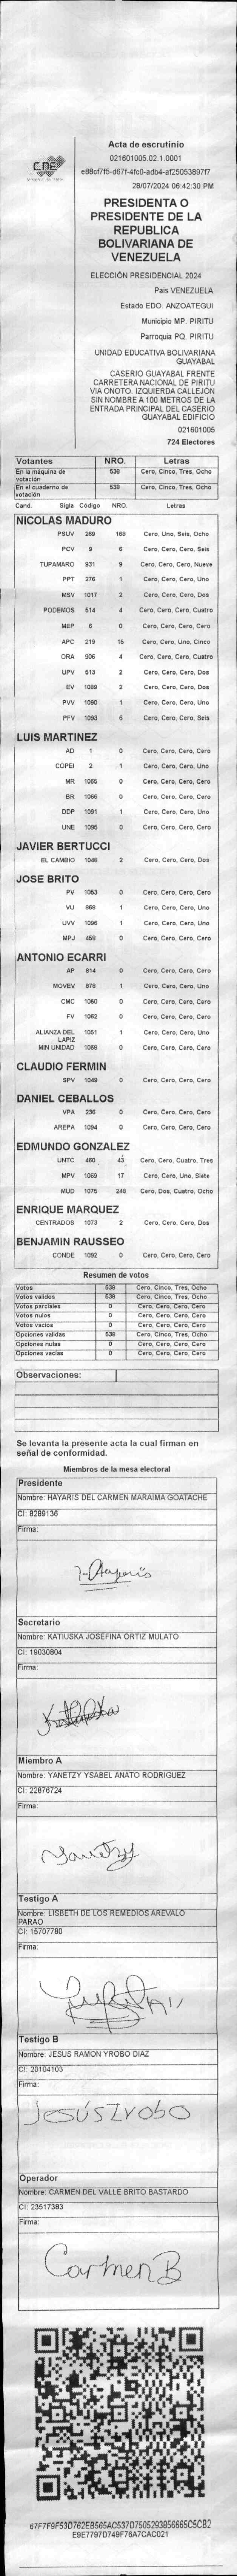 CNE
Acta de escrutinio
021601005.02.1.0001
28/07/2024 06:42:30 PM
PRESIDENTA O
PRESIDENTE DE LA
REPUBLICA
BOLIVARIANA DE
VENEZUELA
ELECCIÓN PRESIDENCIAL 2024
Pais VENEZUELA
Estado EDO. ANZOATEGUI
Municipio MP. PIRITU
Parroquia PQ. PIRITU
UNIDAD EDUCATIVA BOLIVARIANA
GUAYABAL
CASERIO GUAYABAL FRENTE
CARRETERA NACIONAL DE PIRITU
VIA ONOTO. IZQUIERDA CALLEJÓN
SIN NOMBRE A 100 METROS DE LA
ENTRADA PRINCIPAL DEL CASERIO
GUAYABAL EDIFICIO
021601005
724 Electores
Votantes NRO. Letras
En la máquina de votación 538 Cero, Cinco, Tres, Ocho
En el cuaderno de votación 538 Cero, Cinco, Tres, Ocho
Cand. Sigla Código NRO. Letras
NICOLAS MADURO
PSUV 269 168 Cero, Uno, Seis, Ocho
PCV 9 6 Cero, Cero, Cero, Seis
TUPAMARO 931 9 Cero, Cero, Cero, Nueve
PPT 276 1 Cero, Cero, Cero, Uno
MSV 1017 2 Cero, Cero, Cero, Dos
PODEMOS 514 4 Cero, Cero, Cero, Cuatro
MEP 6 0 Cero, Cero, Cero, Cero
APC 219 15 Cero, Cero, Uno, Cinco
ORA 906 4 Cero, Cero, Cero, Cuatro
UPV 513 2 Cero, Cero, Cero, Dos
EV 1089 2 Cero, Cero, Cero, Dos
PVV 1090 1 Cero, Cero, Cero, Uno
PFV 1093 6 Cero, Cero, Cero, Seis
LUIS MARTINEZ
AD 1 0 Cero, Cero, Cero, Cero
COPEI 2 1 Cero, Cero, Cero, Uno
MR 1065 0 Cero, Cero, Cero, Cero
BR 1066 0 Cero, Cero, Cero, Cero
DDP 1091 1 Cero, Cero, Cero, Uno
UNE 1095 0 Cero, Cero, Cero, Cero
JAVIER BERTUCCI
EL CAMBIO 1048 2 Cero, Cero, Cero, Dos
JOSE BRITO
PV 1053 0 Cero, Cero, Cero, Cero
VU 968 1 Cero, Cero, Cero, Uno
UVV 1096 1 Cero, Cero, Cero, Uno
MPJ 459 0 Cero, Cero, Cero, Cero
ANTONIO ECARRI
AP 814 0 Cero, Cero, Cero, Cero
MOVEV 978 1 Cero, Cero, Cero, Uno
CMC 1050 0 Cero, Cero, Cero, Cero
FV 1062 0 Cero, Cero, Cero, Cero
ALIANZA DEL LAPIZ 1051 1 Cero, Cero, Cero, Uno
MIN UNIDAD 1088 0 Cero, Cero, Cero, Cero
CLAUDIO FERMIN
SPV 1049 0 Cero, Cero, Cero, Cero
DANIEL CEBALLOS
VPA 236 0 Cero, Cero, Cero, Cero
AREPA 1094 0 Cero, Cero, Cero, Cero
EDMUNDO GONZALEZ
UNTC 460 43 Cero, Cero, Cuatro, Tres
MPV 1069 17 Cero, Cero, Uno, Siete
MUD 1075 248 Cero, Dos, Cuatro, Ocho
ENRIQUE MARQUEZ
CENTRADOS 1073 2 Cero, Cero, Cero, Dos
BENJAMIN RAUSSEO
CONDE 1092 0 Cero, Cero, Cero, Cero
Resumen de votos
Votos 538 Cero, Cinco, Tres, Ocho
Votos validos 538 Cero, Cinco, Tres, Ocho
Votos parciales 0 Cero, Cero, Cero, Cero
Votos nulos 0 Cero, Cero, Cero, Cero
Votos vacios 0 Cero, Cero, Cero, Cero
Opciones validas 538 Cero, Cinco, Tres, Ocho
Opciones nulas 0 Cero, Cero, Cero, Cero
Opciones vacias 0 Cero, Cero, Cero, Cero
Observaciones:
Se levanta la presente acta la cual firman en
señal de conformidad.
Miembros de la mesa electoral
Presidente
Nombre: HAYARIS DEL CARMEN MARAIMA GOATACHE
CI: 8289136
Firma:
Secretario
Nombre: KATIUSKA JOSEFINA ORTIZ MULATO
CI: 19030804
Firma:
Miembro A
Nombre: YANETZY YSABEL ANATO RODRIGUEZ
CI: 22876724
Firma:
Yanetzy
Testigo A
Nombre: LISBETH DE LOS REMEDIOS AREVALO
PARAO
CI: 15707780
Firma:
Testigo B
Nombre: JESUS RAMON YROBO DIAZ
CI: 20104103
Firma:
JESÚS YROBO
Operador
Nombre: CARMEN DEL VALLE BRITO BASTARDO
CI: 23517383
Firma:
Carmen B
E9E7797D749F76A7CAC021